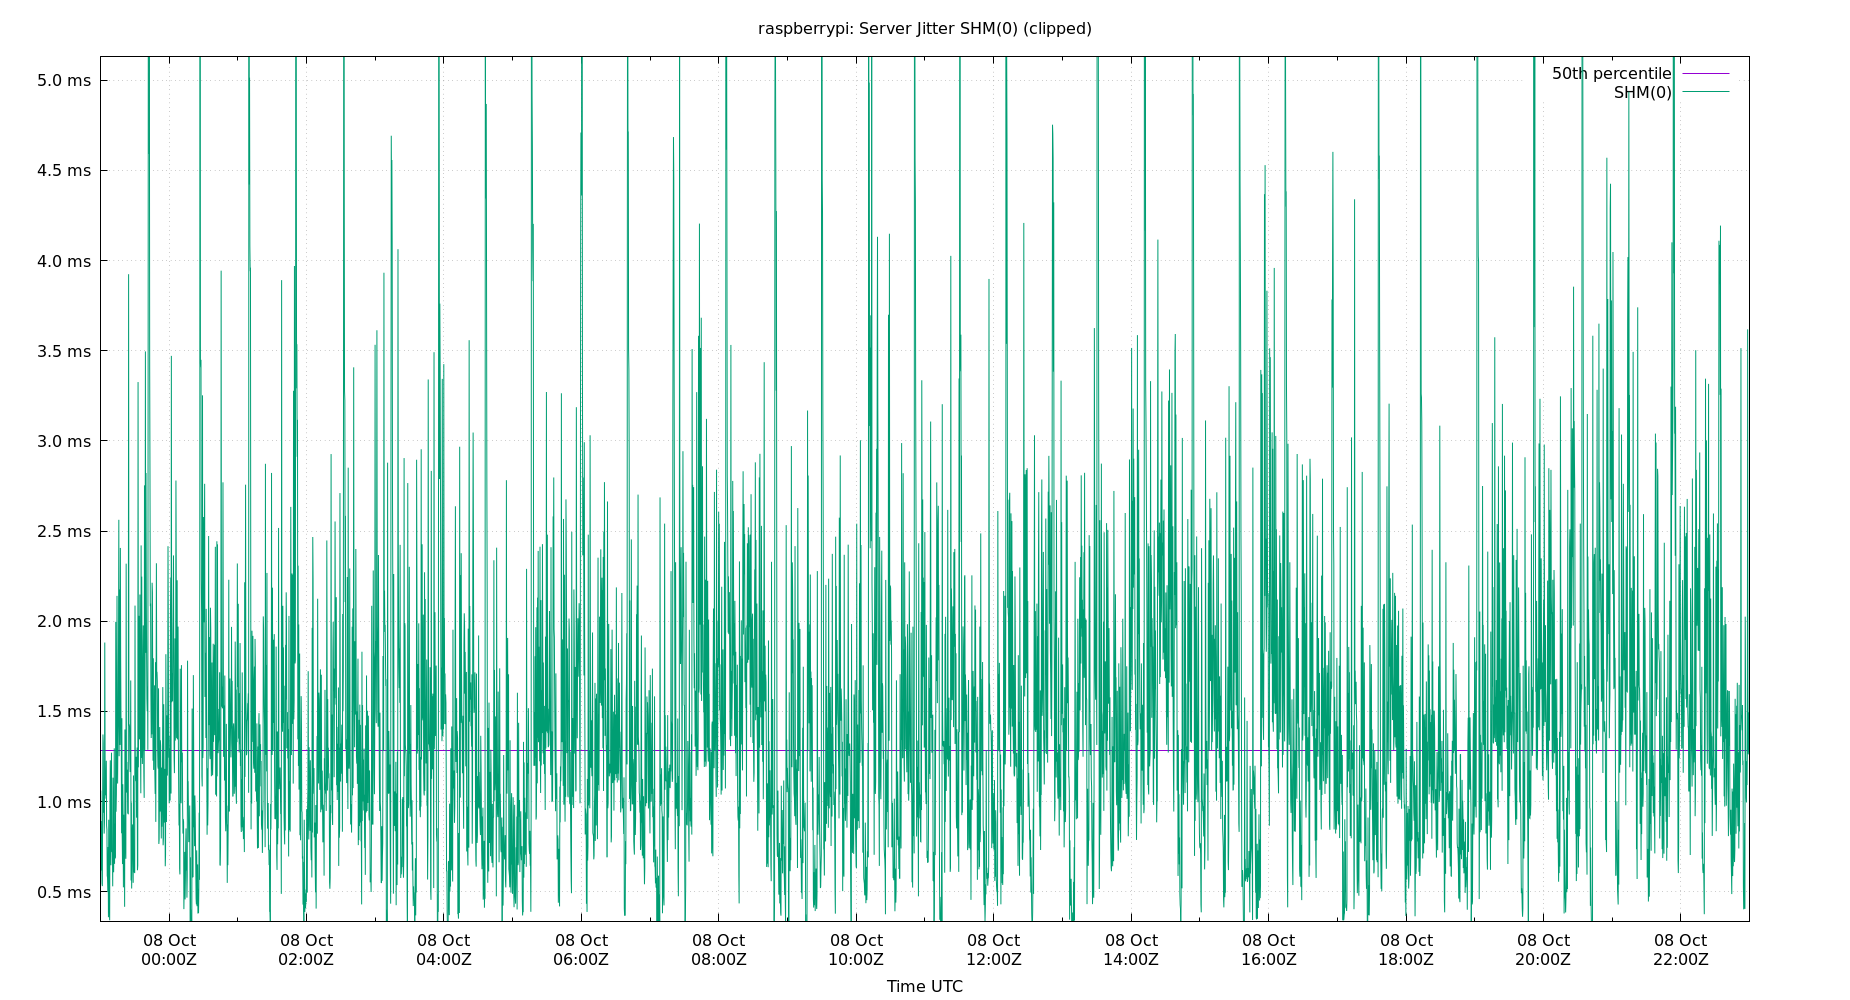 raspberrypi: Server Jitter SHM(0) (clipped)
50th percentile
SHM(0)
5.0 ms
4.5 ms
4.0 ms
3.5 ms
3.0 ms
2.5 ms
2.0 ms
1.5 ms
1.0 ms
0.5 ms
08 Oct 08 Oct 08 Oct 08 Oct 08 Oct 08 Oct 08 Oct 08 Oct 08 Oct 08 Oct 08 Oct 08 Oct
00:00Z 02:00Z 04:00Z 06:00Z 08:00Z 10:00Z 12:00Z 14:00Z 16:00Z 18:00Z 20:00Z 22:00Z
Time UTC